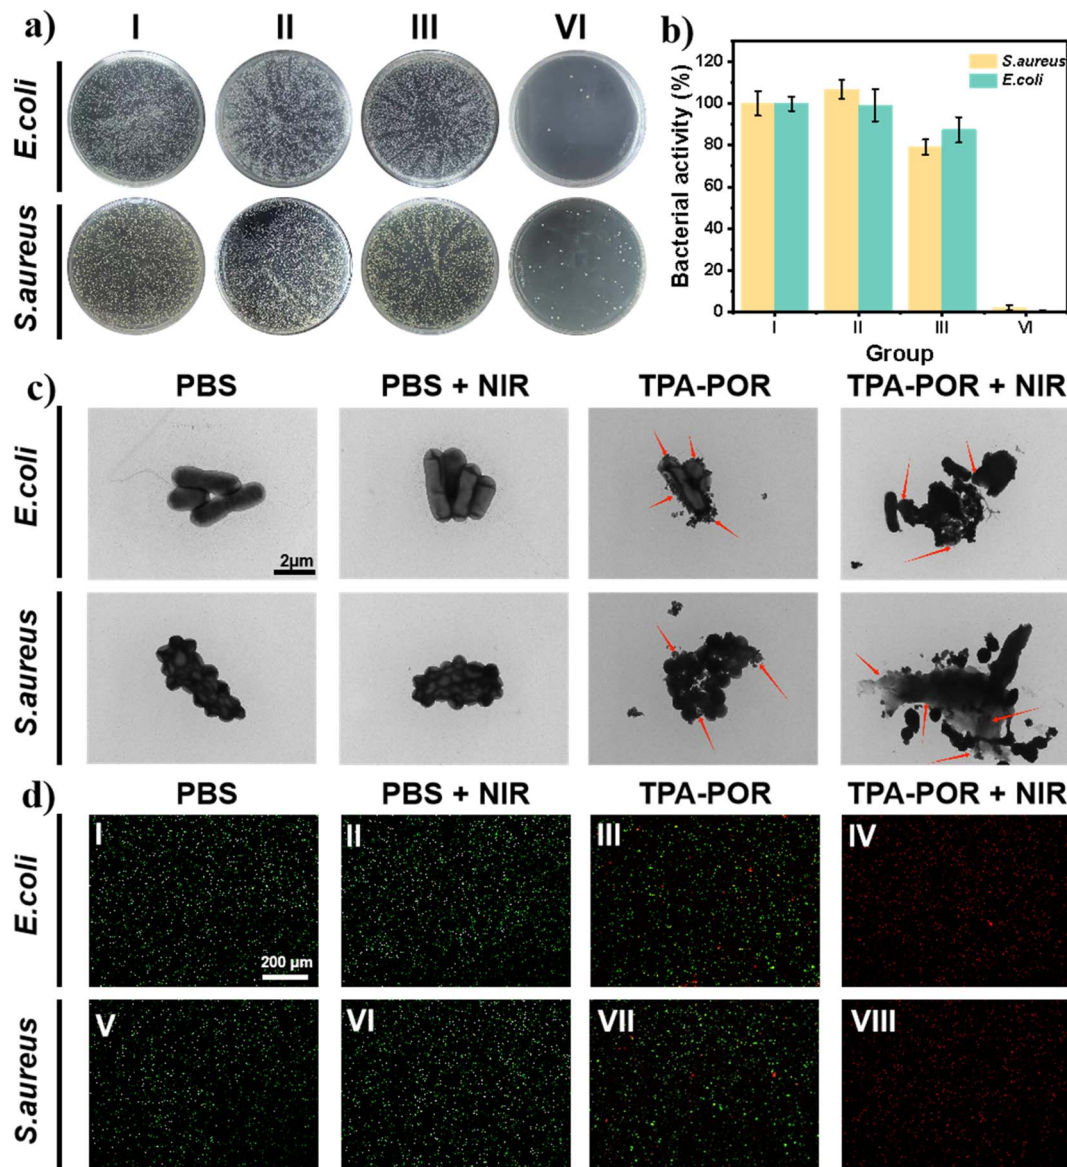 a)
I II III VI
E.coli
S.aureus
b)
Bacterial activity (%)
120
100
80
60
40
20
0
S.aureus
E.coli
I II III VI
Group
c)
PBS PBS + NIR TPA-POR TPA-POR + NIR
E.coli
2μm
S.aureus
d)
PBS PBS + NIR TPA-POR TPA-POR + NIR
E.coli
I II III IV
200 μm
S.aureus
V VI VII VIII